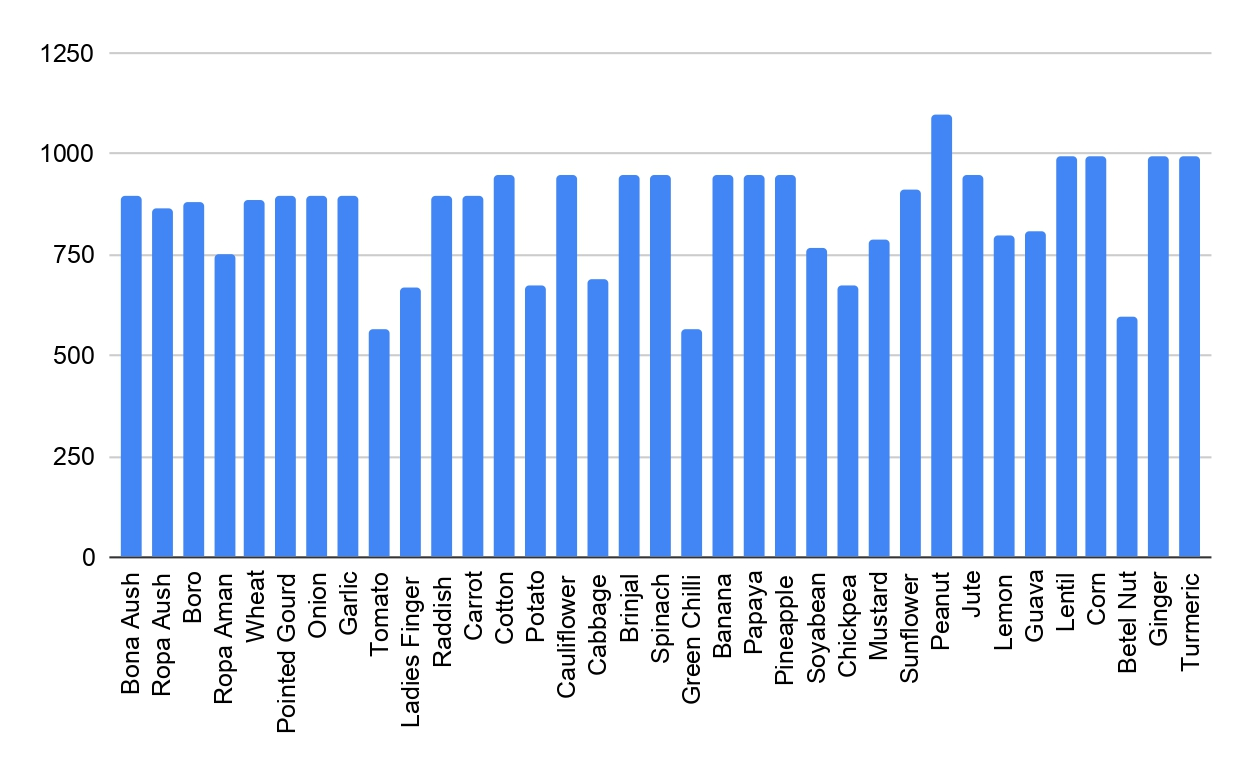 1250
1000
750
500
250
0
Bona Aush
Ropa Aush
Boro
Ropa Aman
Wheat
Pointed Gourd
Onion
Garlic
Tomato
Ladies Finger
Raddish
Carrot
Cotton
Potato
Cauliflower
Cabbage
Brinjal
Spinach
Green Chilli
Banana
Papaya
Pineapple
Soyabean
Chickpea
Mustard
Sunflower
Peanut
Jute
Lemon
Guava
Lentil
Corn
Betel Nut
Ginger
Turmeric